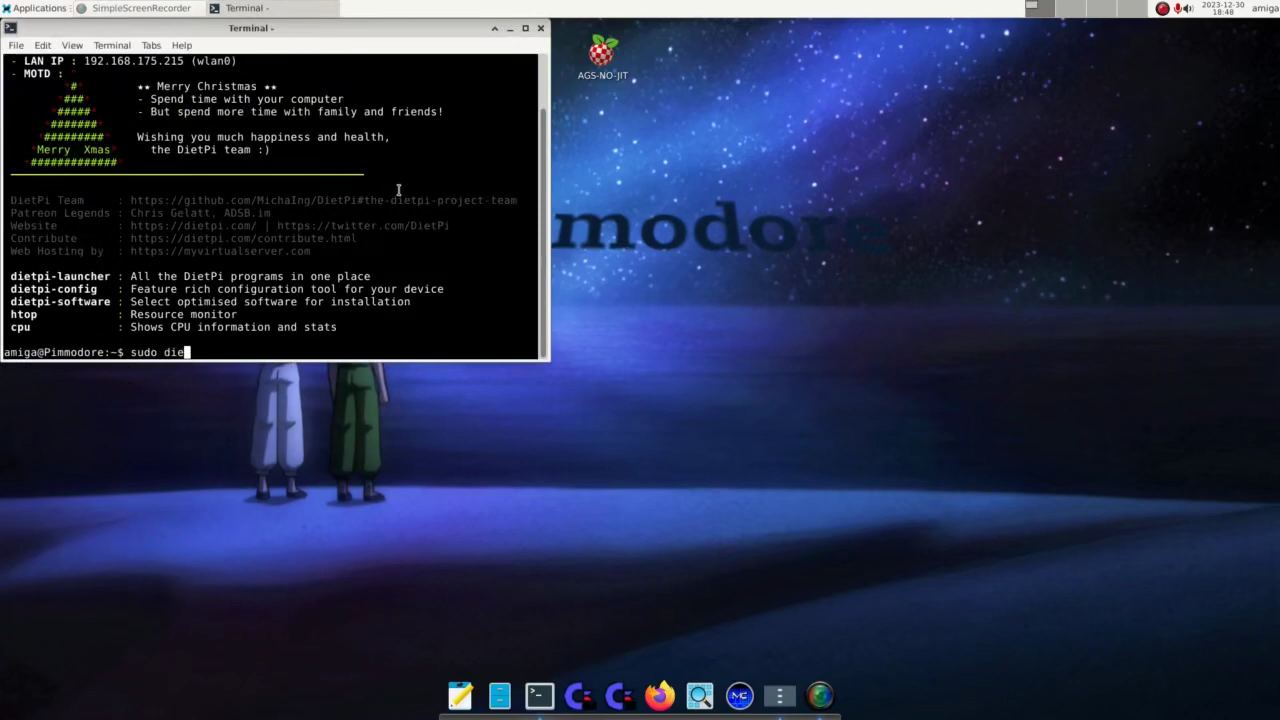 Applications
SimpleScreenRecorder
Terminal -
2023-12-30
18:48
amiga
Terminal -
File Edit View Terminal Tabs Help
- LAN IP : 192.168.175.215 (wlan0)
- MOTD :
#
### 
#####
#######
#########
Merry Xmas
#############
★★ Merry Christmas ★★
- Spend time with your computer
- But spend more time with family and friends!
Wishing you much happiness and health,
the DietPi team :)
DietPi Team : https://github.com/MichaIng/DietPi#the-dietpi-project-team
Patreon Legends : Chris Gelatt, ADSB.im
Website : https://dietpi.com/ | https://twitter.com/DietPi
Contribute : https://dietpi.com/contribute.html
Web Hosting by : https://myvirtualserver.com
dietpi-launcher : All the DietPi programs in one place
dietpi-config : Feature rich configuration tool for your device
dietpi-software : Select optimised software for installation
htop : Resource monitor
cpu : Shows CPU information and stats
amiga@Pimmodore:~$ sudo die
AGS-NO-JIT
modore
MC